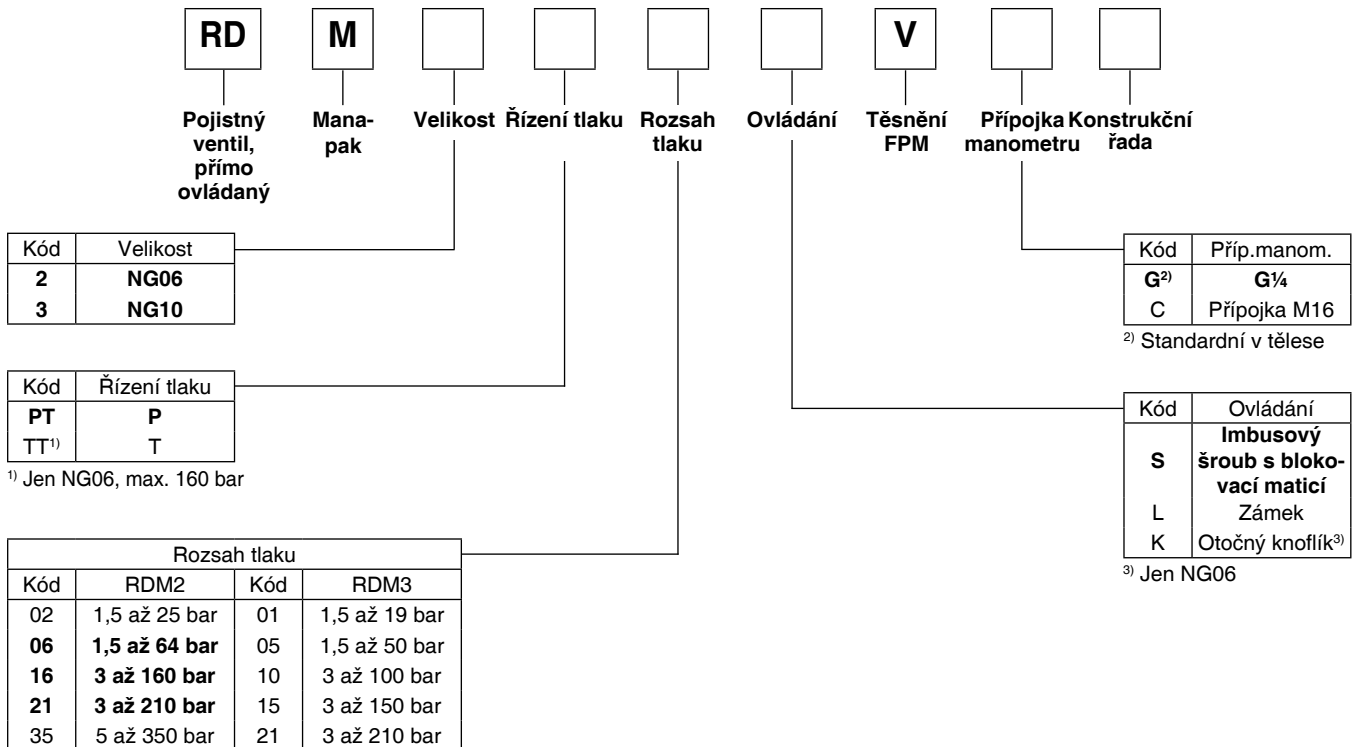 RD M V
Pojistný ventil, přímo ovládaný
Mana-
pak
Velikost
Řízení tlaku
Rozsah
tlaku
Ovládání
Těsnění
FPM
Přípojka
manometru
Konstrukční
řada
Kód Velikost
2 NG06
3 NG10
Kód Řízení tlaku
PT P
TT1) T
1) Jen NG06, max. 160 bar
Rozsah tlaku
Kód RDM2 Kód RDM3
02 1,5 až 25 bar 01 1,5 až 19 bar
06 1,5 až 64 bar 05 1,5 až 50 bar
16 3 až 160 bar 10 3 až 100 bar
21 3 až 210 bar 15 3 až 150 bar
35 5 až 350 bar 21 3 až 210 bar
Kód Příp.manom.
G2) G¼
C Přípojka M16
2) Standardní v tělese
Kód Ovládání
S Imbusový
šroub s bloko-
vací maticí
L Zámek
K Otočný knoflík3)
3) Jen NG06